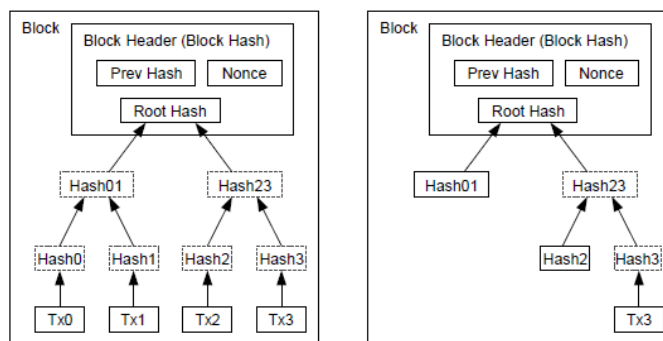 Block
Block Header (Block Hash)
Prev Hash
Nonce
Root Hash
Hash01
Hash23
Hash0
Hash1
Hash2
Hash3
Tx0
Tx1
Tx2
Tx3
Block
Block Header (Block Hash)
Prev Hash
Nonce
Root Hash
Hash01
Hash23
Hash2
Hash3
Tx3